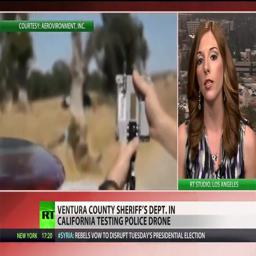 COURTESY: AEROVIRONMENT, INC.
RT STUDIO, LOS ANGELES
RT
VENTURA COUNTY SHERIFF'S DEPT. IN
CALIFORNIA TESTING POLICE DRONE
NEW YORK 17:20 #SYRIA: REBELS VOW TO DISRUPT TUESDAY'S PRESIDENTIAL ELECTION